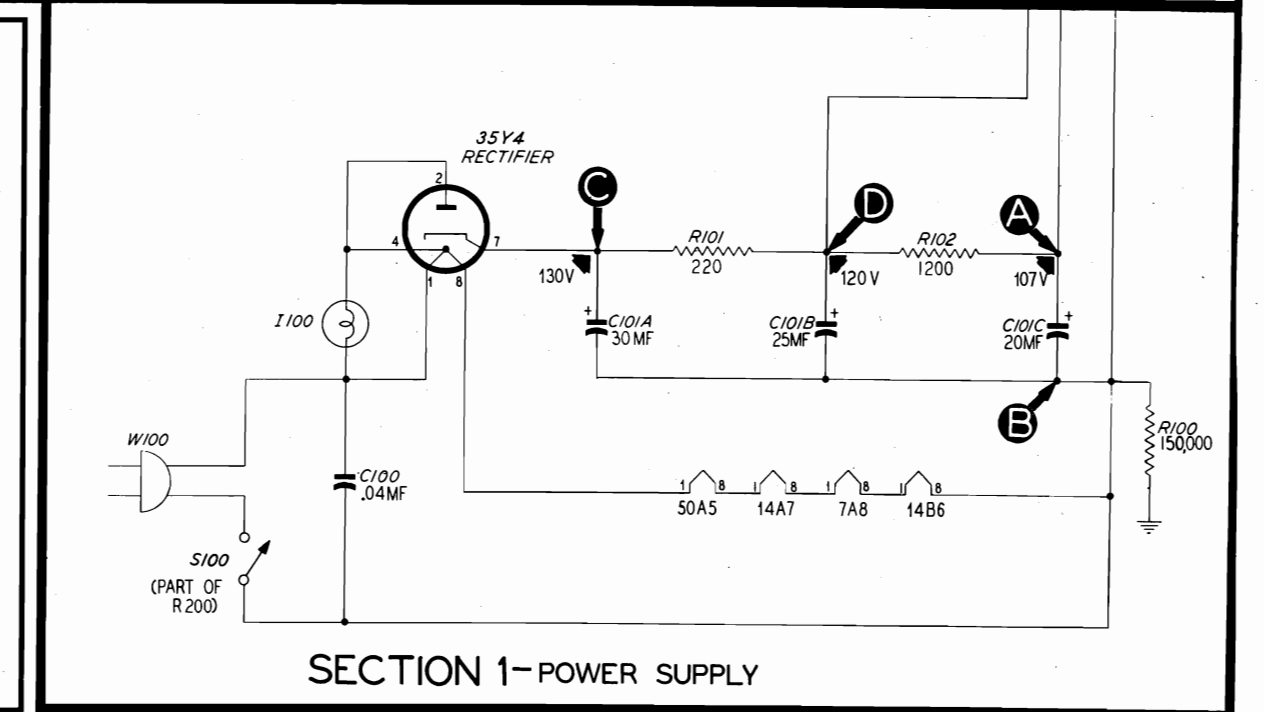 35Y4
RECTIFIER
2
4
7
1
8
C
130V
R101
220
D
120V
R102
1200
A
107V
I100
+
C101A
30MF
C101B
25MF
+
C101C
20MF
+
B
R100
150,000
W100
C100
.04MF
1 8
50A5
1 8
14A7
1 8
7A8
1 8
14B6
S100
(PART OF
R200)
SECTION 1-POWER SUPPLY